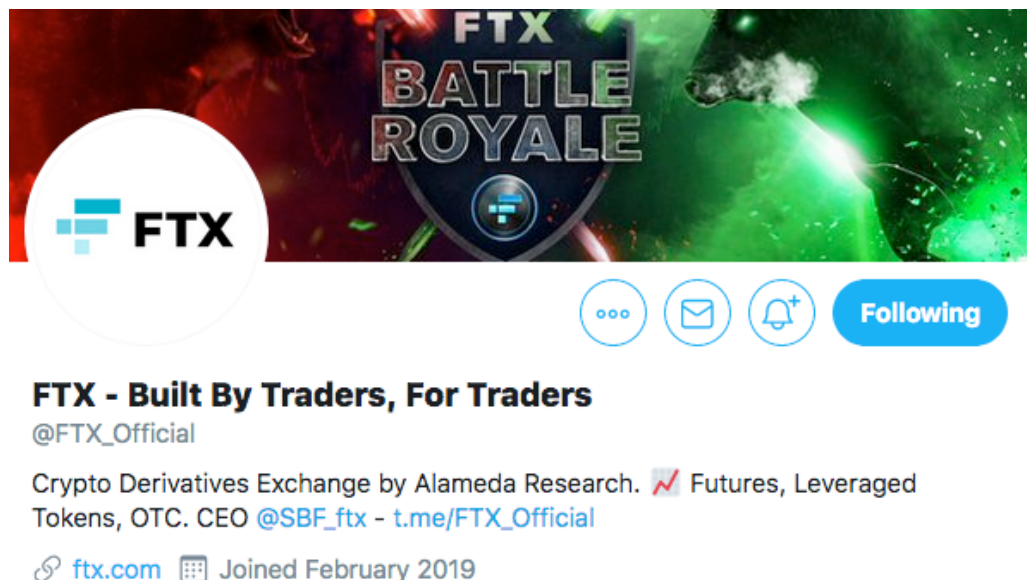 FTX
BATTLE
ROYALE
FTX
Following
FTX - Built By Traders, For Traders
@FTX_Official
Crypto Derivatives Exchange by Alameda Research. 📈 Futures, Leveraged
Tokens, OTC. CEO @SBF_ftx - t.me/FTX_Official
ftx.com Joined February 2019